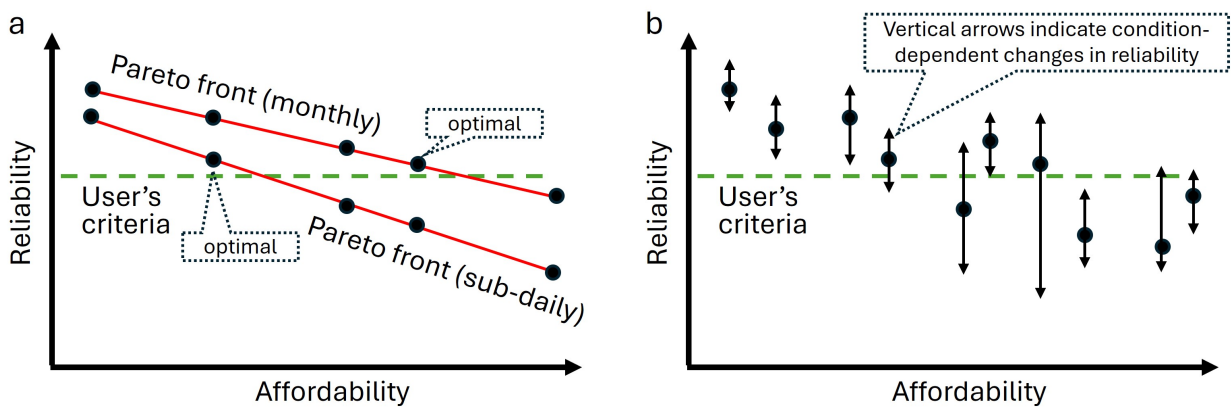 a
Pareto front (monthly)
optimal
Reliability
User's
criteria
optimal
Pareto front (sub-daily)
Affordability
b
Vertical arrows indicate condition-
dependent changes in reliability
Reliability
User's
criteria
Affordability